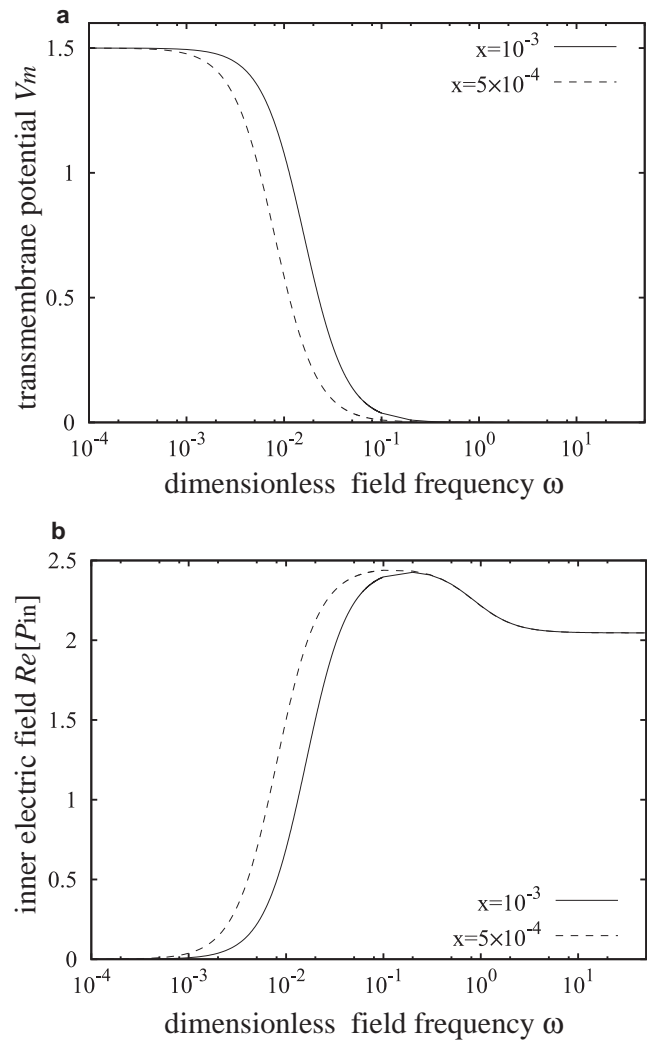 a
x=10⁻³
x=5×10⁻⁴
transmembrane potential Vm
1.5
1
0.5
0
10⁻⁴ 10⁻³ 10⁻² 10⁻¹ 10⁰ 10¹
dimensionless field frequency ω
b
inner electric field Re[Pin]
2.5
2
1.5
1
0.5
0
x=10⁻³
x=5×10⁻⁴
10⁻⁴ 10⁻³ 10⁻² 10⁻¹ 10⁰ 10¹
dimensionless field frequency ω